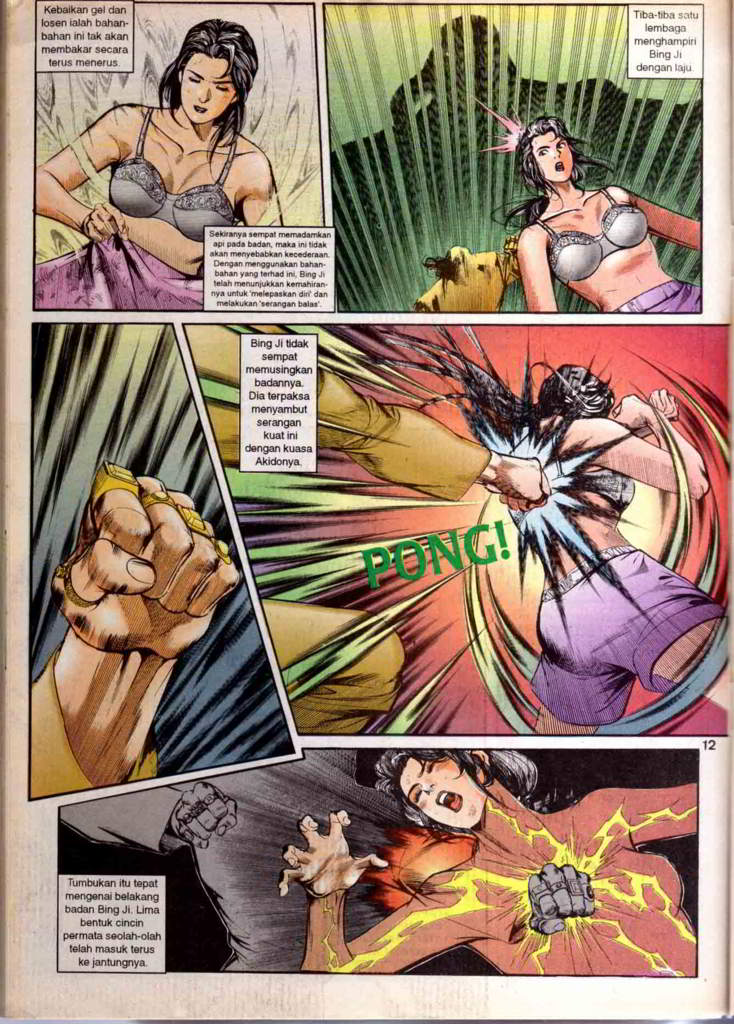 Kebaikan gel dan
losen ialah bahan-
bahan ini tak akan
membakar secara
terus menerus.
Sekiranya sempat memadamkan
api pada badan, maka ini tidak
akan menyebabkan kecederaan.
Dengan menggunakan bahan-
bahan yang terhad ini, Bing Ji
telah menunjukkan kemahiran-
nya untuk 'melepaskan diri' dan
melakukan 'serangan balas'.
Tiba-tiba satu
lembaga
menghampiri
Bing Ji
dengan laju.
Bing Ji tidak
sempat
memusingkan
badannya.
Dia terpaksa
menyambut
serangan
kuat ini
dengan kuasa
Akidonya.
PONG!
12
Tumbukan itu tepat
mengenai belakang
badan Bing Ji. Lima
bentuk cincin
permata seolah-olah
telah masuk terus
ke jantungnya.